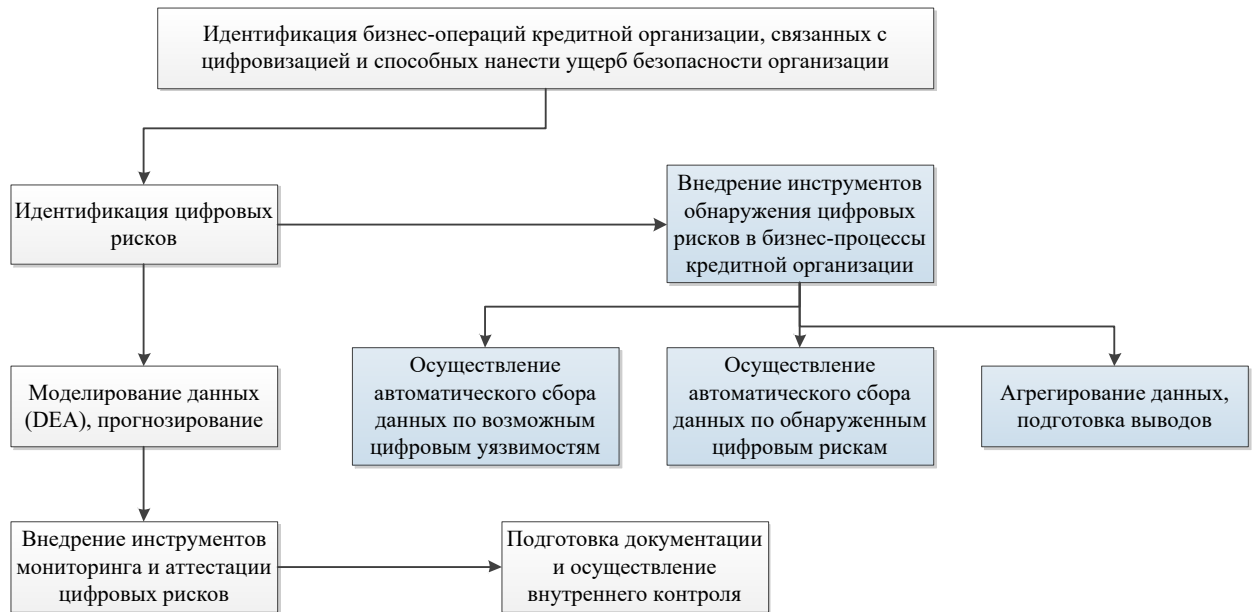 Идентификация бизнес-операций кредитной организации, связанных с
цифровизацией и способных нанести ущерб безопасности организации
Идентификация цифровых
рисков
Внедрение инструментов
обнаружения цифровых
рисков в бизнес-процессы
кредитной организации
Моделирование данных
(DEA), прогнозирование
Осуществление
автоматического сбора
данных по возможным
цифровым уязвимостям
Осуществление
автоматического сбора
данных по обнаруженным
цифровым рискам
Агрегирование данных,
подготовка выводов
Внедрение инструментов
мониторинга и аттестации
цифровых рисков
Подготовка документации
и осуществление
внутреннего контроля